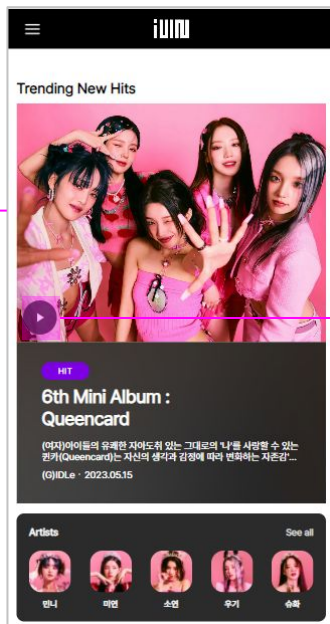 Trending New Hits
HIT
6th Mini Album :
Queencard
(여자)아이들의 유쾌한 자아도취 있는 그대로의 '나'를 사랑할 수 있는
퀸카(Queencard)는 자신의 생각과 감정에 따라 변화하는 자존감'...
(G)IDLe · 2023.05.15
Artists
See all
민니
미연
소연
우기
슈화